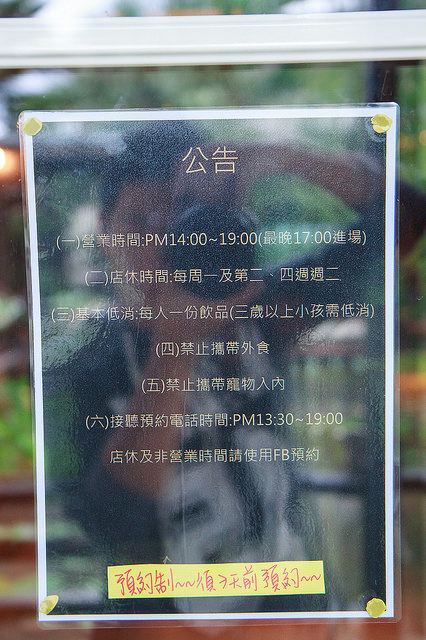 公告
(一)營業時間:PM14:00~19:00(最晚17:00進場)
(二)店休時間:每周一及第二、四週週二
(三)基本低消:每人一份飲品(三歲以上小孩需低消)
(四)禁止攜帶外食
(五)禁止攜帶寵物入內
(六)接聽預約電話時間:PM13:30~19:00
店休及非營業時間請使用FB預約
預約制~~須3天前預約~~